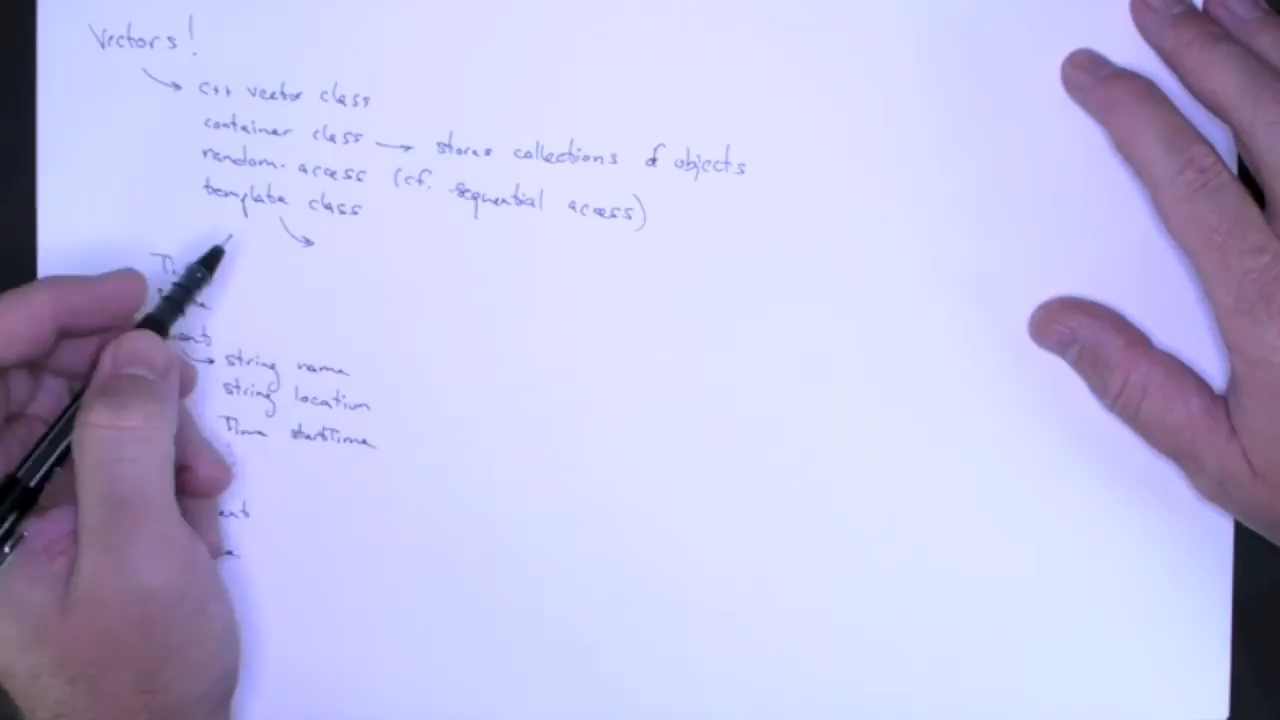 Vectors!
c++ vector class
container class → stores collections of objects
random-access (cf. sequential access)
template class
string name
string location
Time startTime